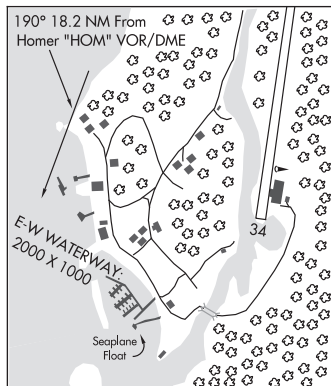 190° 18.2 NM From
Homer "HOM" VOR/DME
E-W WATERWAY:
2000 X 1000
34
Seaplane
Float